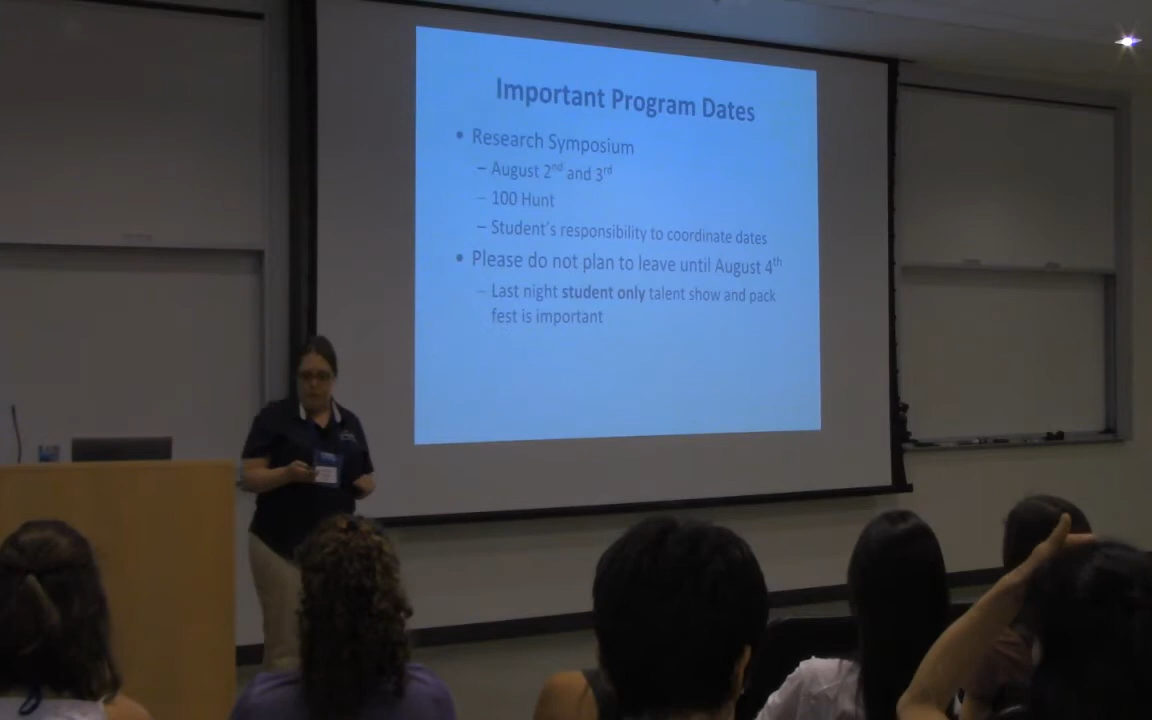 Important Program Dates
• Research Symposium
– August 2nd and 3rd
– 100 Hunt
– Student's responsibility to coordinate dates
• Please do not plan to leave until August 4th
– Last night student only talent show and pack
fest is important